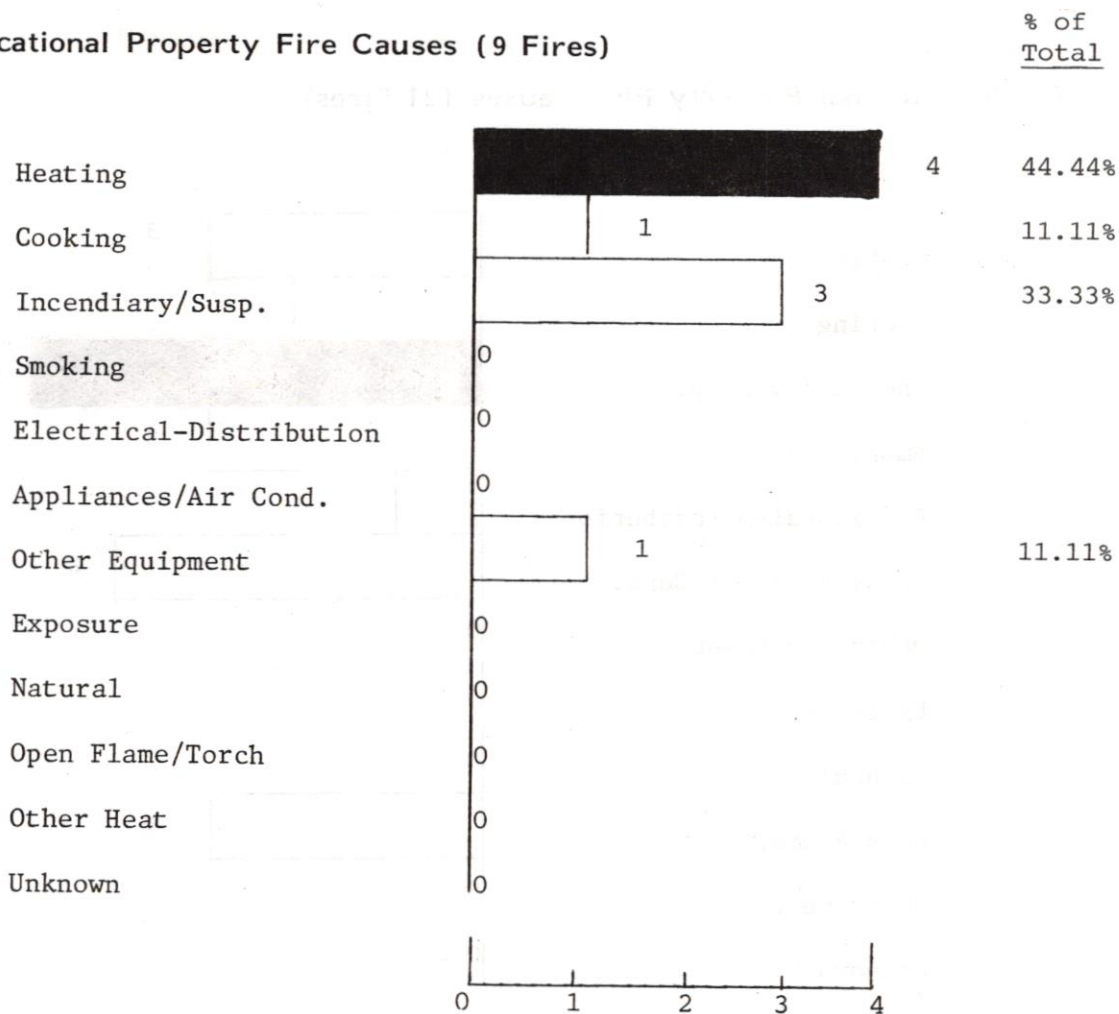 % of
cational Property Fire Causes (9 Fires)
Total
Heating 4 44.44%
Cooking 1 11.11%
Incendiary/Susp. 3 33.33%
Smoking 0
Electrical-Distribution 0
Appliances/Air Cond. 0
Other Equipment 1 11.11%
Exposure 0
Natural 0
Open Flame/Torch 0
Other Heat 0
Unknown 0
0 1 2 3 4